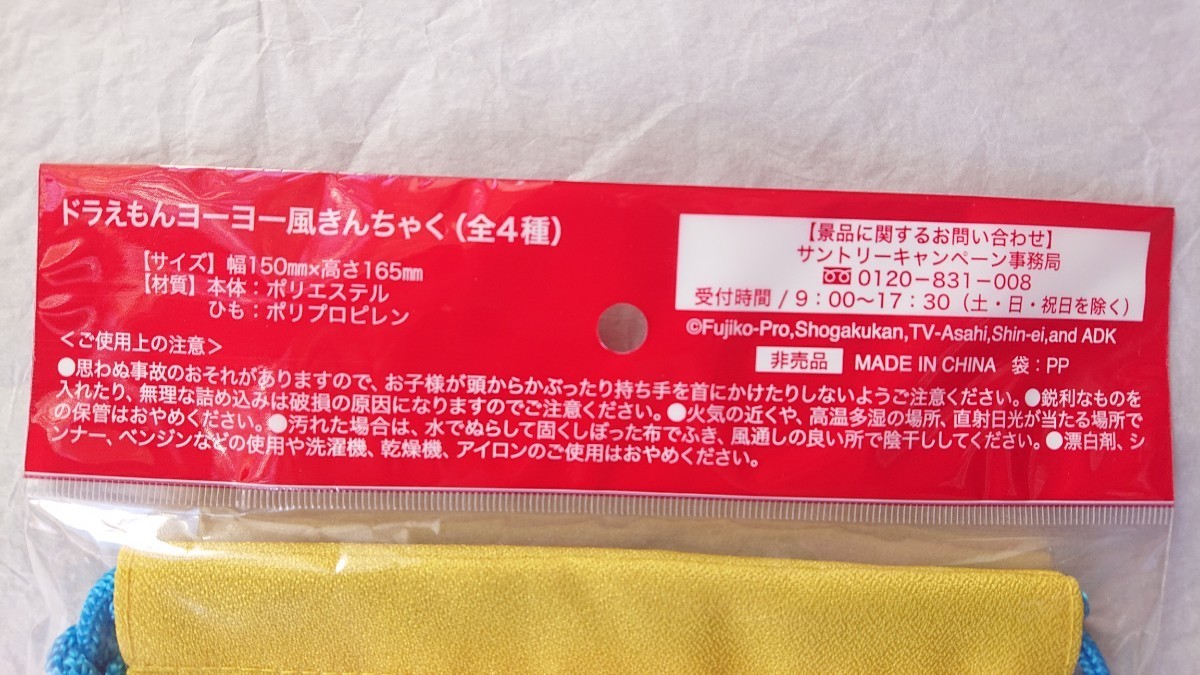 ドラえもんヨーヨー風きんちゃく(全4種)
【サイズ】幅150㎜×高さ165㎜
【材質】本体:ポリエステル
ひも:ポリプロピレン
【景品に関するお問い合わせ】
サントリーキャンペーン事務局
0120-831-008
受付時間/9:00〜17:30(土・日・祝日を除く)
©Fujiko-Pro,Shogakukan,TV-Asahi,Shin-ei,and ADK
非売品 MADE IN CHINA 袋:PP
<ご使用上の注意>
●思わぬ事故のおそれがありますので、お子様が頭からかぶったり持ち手を首にかけたりしないようご注意ください。●鋭利なものを
入れたり、無理な詰め込みは破損の原因になりますのでご注意ください。●火気の近くや、高温多湿の場所、直射日光が当たる場所で
の保管はおやめください。●汚れた場合は、水でぬらして固くしぼった布でふき、風通しの良い所で陰干ししてください。●漂白剤、シ
ンナー、ベンジンなどの使用や洗濯機、乾燥機、アイロンのご使用はおやめください。